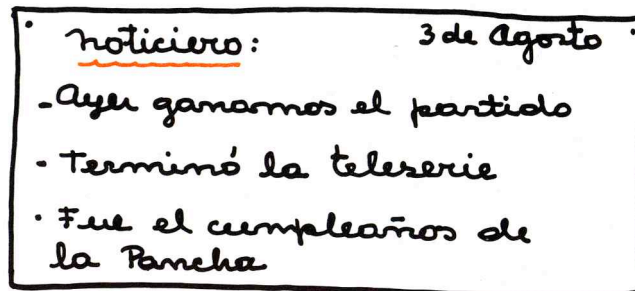 noticiero: 3 de Agosto
- Ayer ganamos el partido
- Terminó la teleserie
· Fue el cumpleaños de
la Pancha